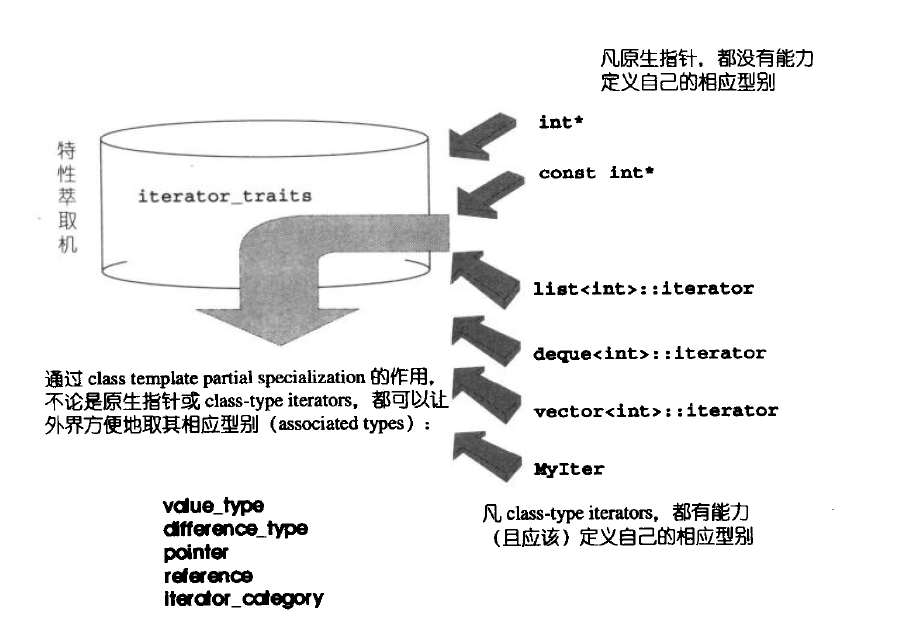 凡原生指针，都没有能力
定义自己的相应型别
int*
const int*
特性萃取机
iterator_traits
list<int>::iterator
deque<int>::iterator
vector<int>::iterator
MyIter
通过 class template partial specialization 的作用，
不论是原生指针或 class-type iterators，都可以让
外界方便地取其相应型别（associated types）：
value_type
difference_type
pointer
reference
iterator_category
凡 class-type iterators，都有能力
（且应该）定义自己的相应型别